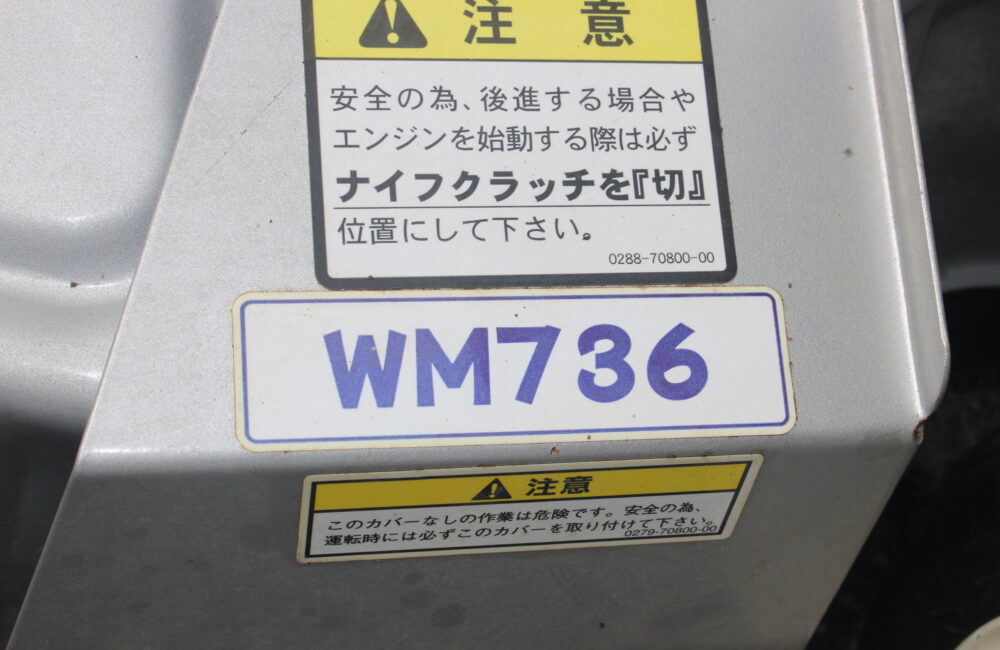 注意
安全の為、後進する場合や
エンジンを始動する際は必ず
ナイフクラッチを『切』
位置にして下さい。
0288-70800-00
WM736
注意
このカバーなしの作業は危険です。安全の為、
運転時には必ずこのカバーを取り付けて下さい。
0279-70800-00